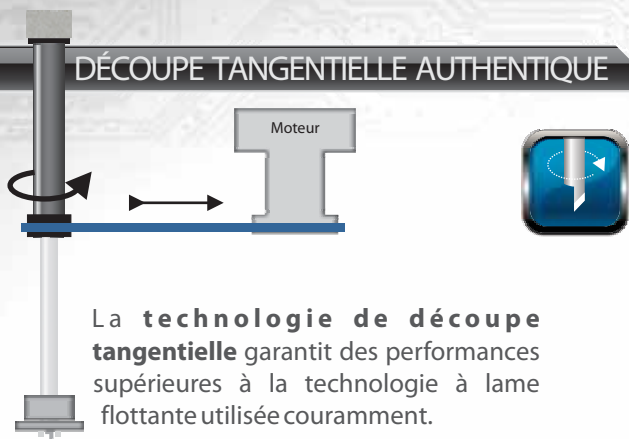 DÉCOUPE TANGENTIELLE AUTHENTIQUE
Moteur
La technologie de découpe
tangentielle garantit des performances
supérieures à la technologie à lame
flottante utilisée couramment.